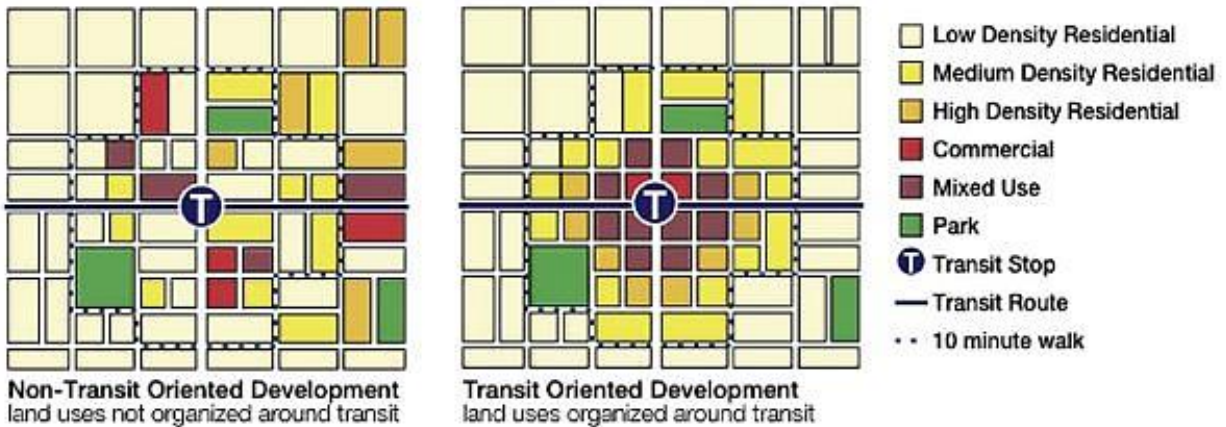 T
T
Low Density Residential
Medium Density Residential
High Density Residential
Commercial
Mixed Use
Park
T Transit Stop
Transit Route
10 minute walk
Non-Transit Oriented Development
land uses not organized around transit
Transit Oriented Development
land uses organized around transit